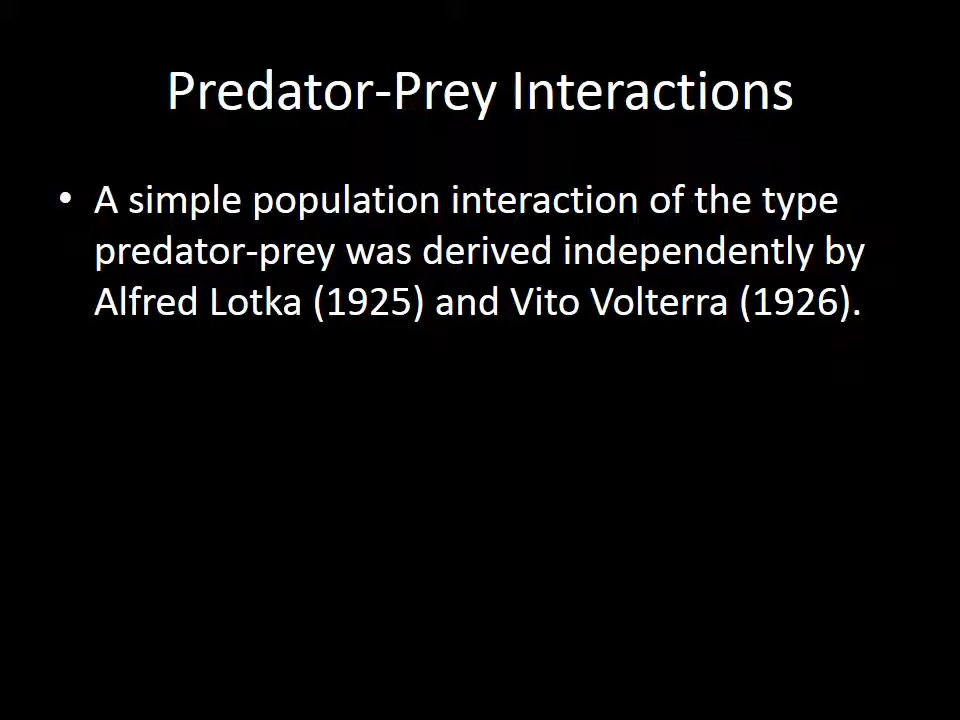 Predator-Prey Interactions
• A simple population interaction of the type
predator-prey was derived independently by
Alfred Lotka (1925) and Vito Volterra (1926).